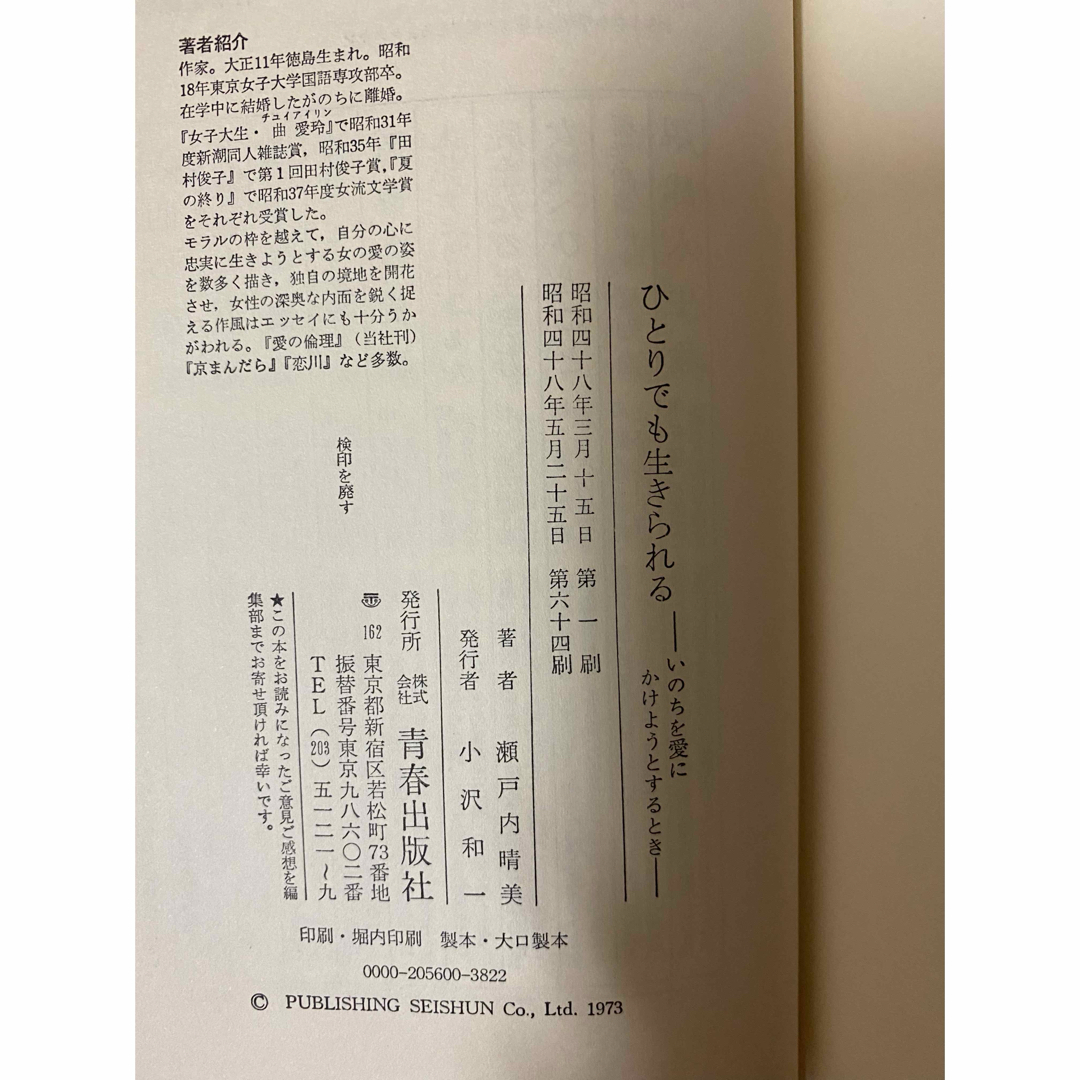 著者紹介
作家。大正11年徳島生まれ。昭和
18年東京女子大学国語専攻部卒。
在学中に結婚したがのちに離婚。
チユイアイリン
『女子大生・曲愛玲』で昭和31年
度新潮同人雑誌賞，昭和35年『田
村俊子』で第1回田村俊子賞,『夏
の終り』で昭和37年度女流文学賞
をそれぞれ受賞した。
モラルの枠を越えて，自分の心に
忠実に生きようとする女の愛の姿
を数多く描き，独自の境地を開花
させ，女性の深奥な内面を鋭く捉
える作風はエッセイにも十分うか
がわれる。『愛の倫理』（当社刊）
『京まんだら』『恋川』など多数。
ひとりでも生きられる
――いのちを愛に
かけようとするとき――
昭和四十八年三月十五日 第一刷
昭和四十八年五月二十五日 第六十四刷
著者 瀬戸内晴美
発行者 小沢和一
発行所 株式会社 青春出版社
162 東京都新宿区若松町73番地
振替番号東京九八六〇二番
TEL（203）五一二一～九
★この本をお読みになったご意見ご感想を編
集部までお寄せ頂ければ幸いです。
検印を廃す
印刷・堀内印刷 製本・大口製本
0000-205600-3822
© PUBLISHING SEISHUN Co., Ltd. 1973